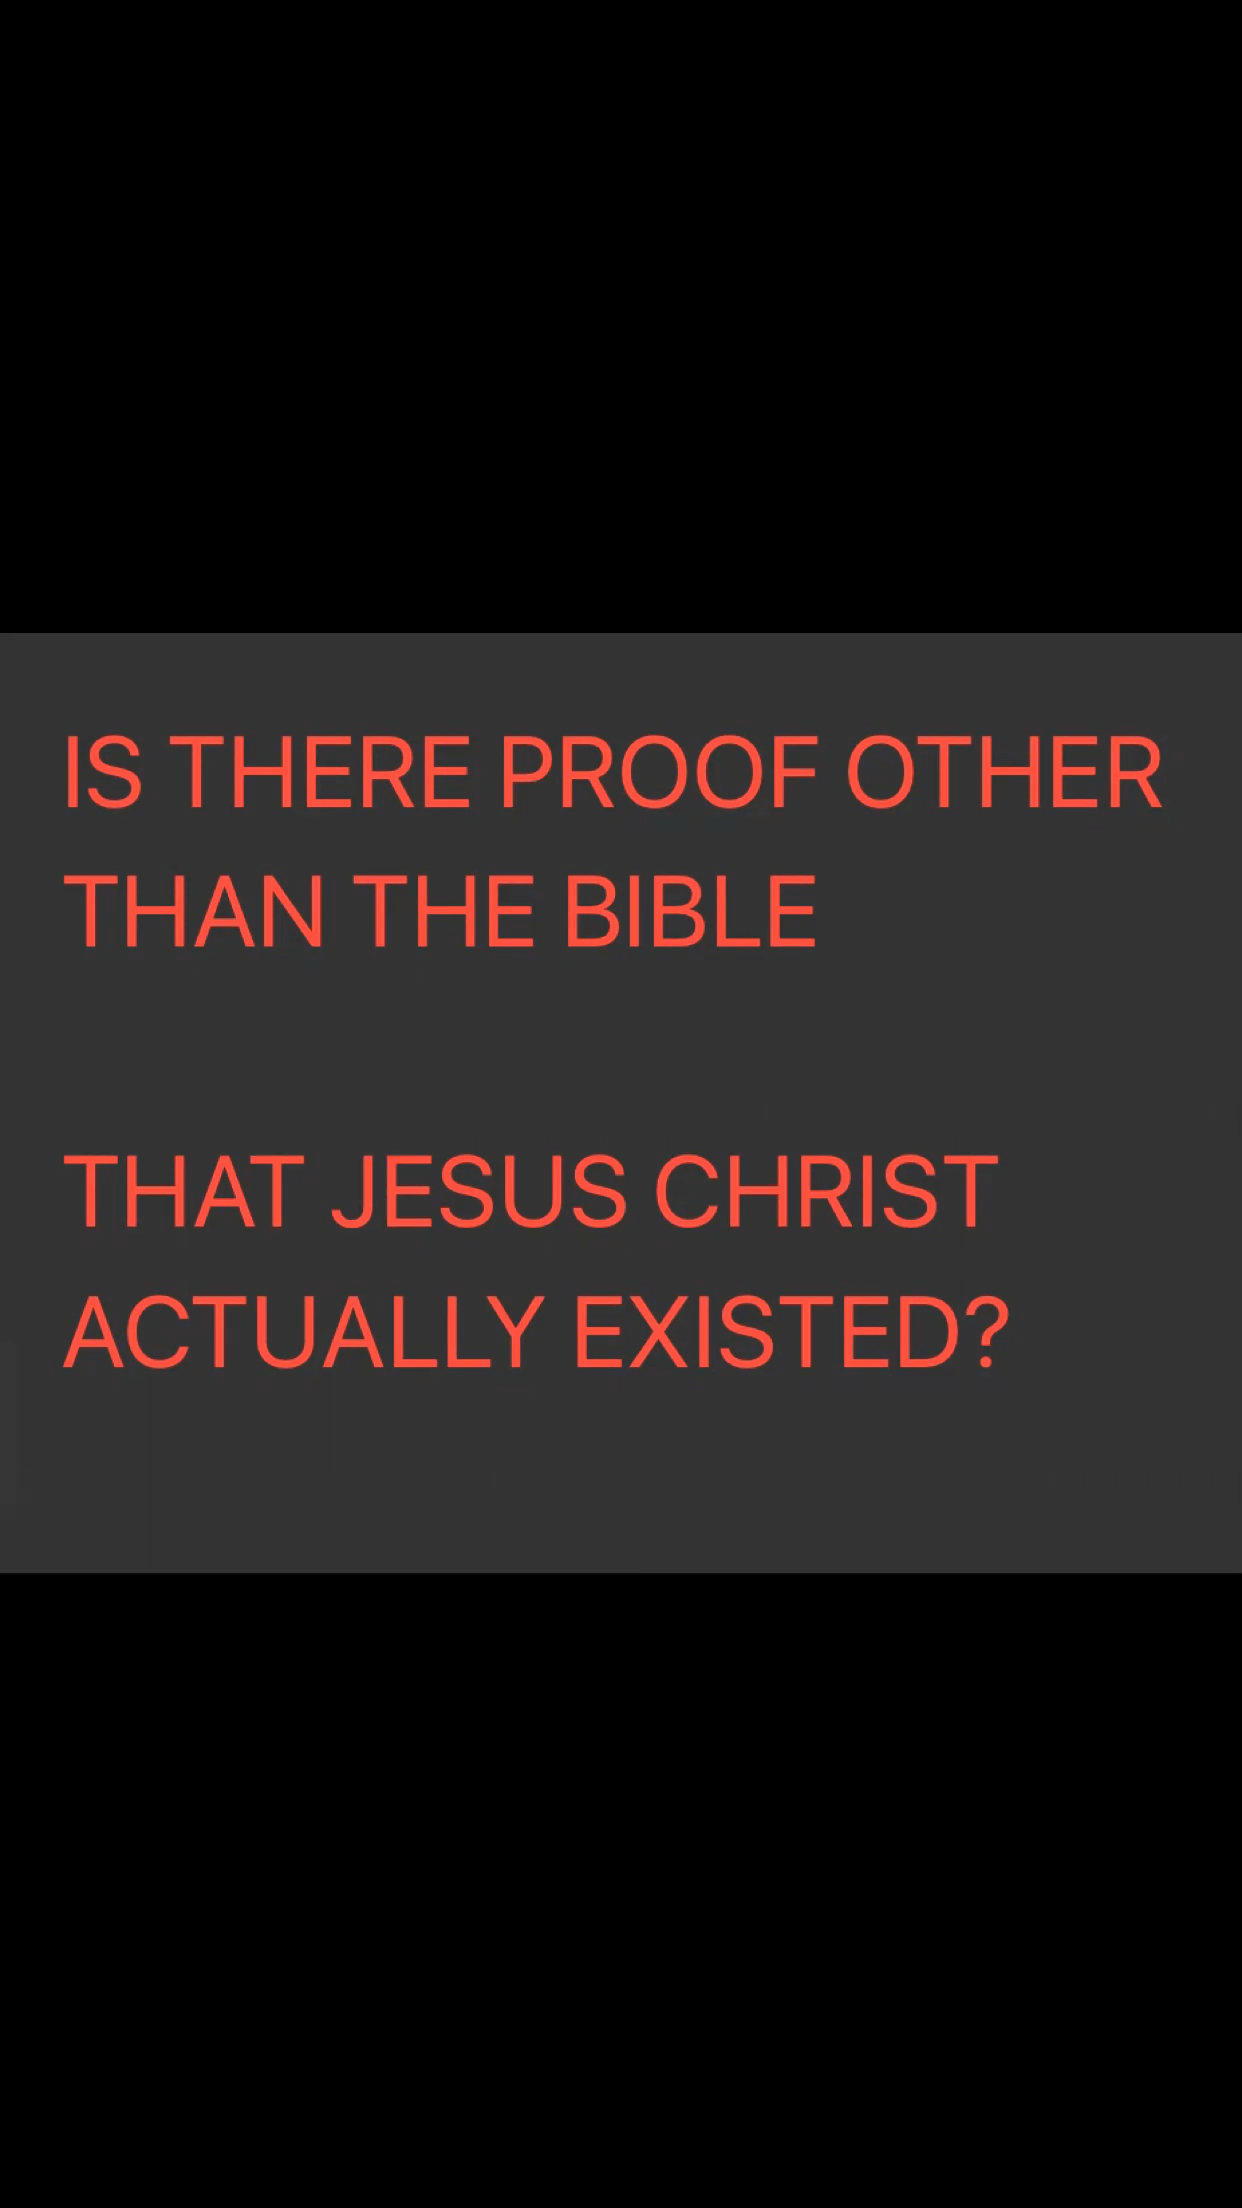 IS THERE PROOF OTHER
THAN THE BIBLE
THAT JESUS CHRIST
ACTUALLY EXISTED?